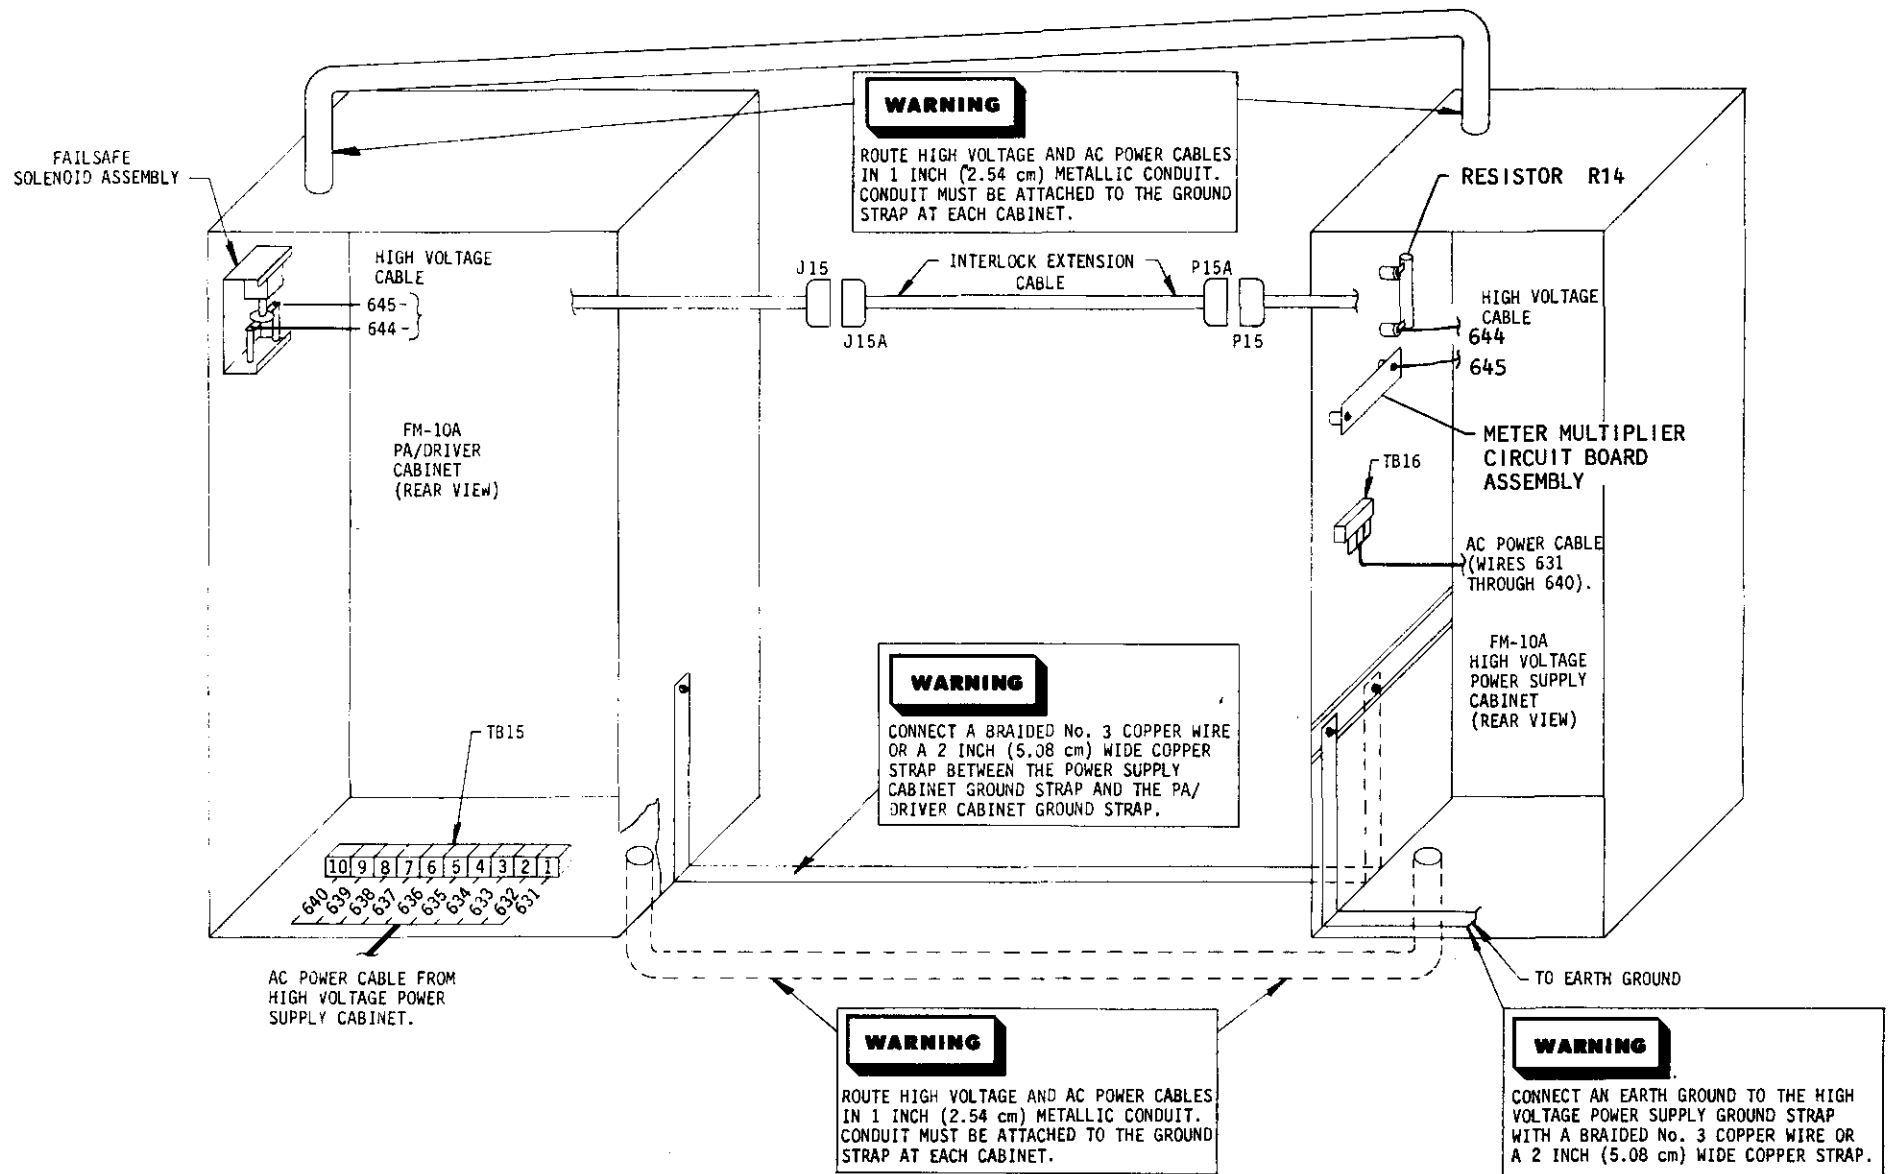 WARNING
ROUTE HIGH VOLTAGE AND AC POWER CABLES
IN 1 INCH (2.54 cm) METALLIC CONDUIT.
CONDUIT MUST BE ATTACHED TO THE GROUND
STRAP AT EACH CABINET.
FAILSAFE
SOLENOID ASSEMBLY
HIGH VOLTAGE
CABLE
645
644
J15
J15A
INTERLOCK EXTENSION
CABLE
P15A
P15
RESISTOR R14
HIGH VOLTAGE
CABLE
644
645
FM-10A
PA/DRIVER
CABINET
(REAR VIEW)
METER MULTIPLIER
CIRCUIT BOARD
ASSEMBLY
TB16
AC POWER CABLE
(WIRES 631
THROUGH 640).
FM-10A
HIGH VOLTAGE
POWER SUPPLY
CABINET
(REAR VIEW)
WARNING
CONNECT A BRAIDED No. 3 COPPER WIRE
OR A 2 INCH (5.08 cm) WIDE COPPER
STRAP BETWEEN THE POWER SUPPLY
CABINET GROUND STRAP AND THE PA/
DRIVER CABINET GROUND STRAP.
TB15
10 9 8 7 6 5 4 3 2 1
640 639 638 637 636 635 634 633 632 631
AC POWER CABLE FROM
HIGH VOLTAGE POWER
SUPPLY CABINET.
TO EARTH GROUND
WARNING
ROUTE HIGH VOLTAGE AND AC POWER CABLES
IN 1 INCH (2.54 cm) METALLIC CONDUIT.
CONDUIT MUST BE ATTACHED TO THE GROUND
STRAP AT EACH CABINET.
WARNING
CONNECT AN EARTH GROUND TO THE HIGH
VOLTAGE POWER SUPPLY GROUND STRAP
WITH A BRAIDED No. 3 COPPER WIRE OR
A 2 INCH (5.08 cm) WIDE COPPER STRAP.